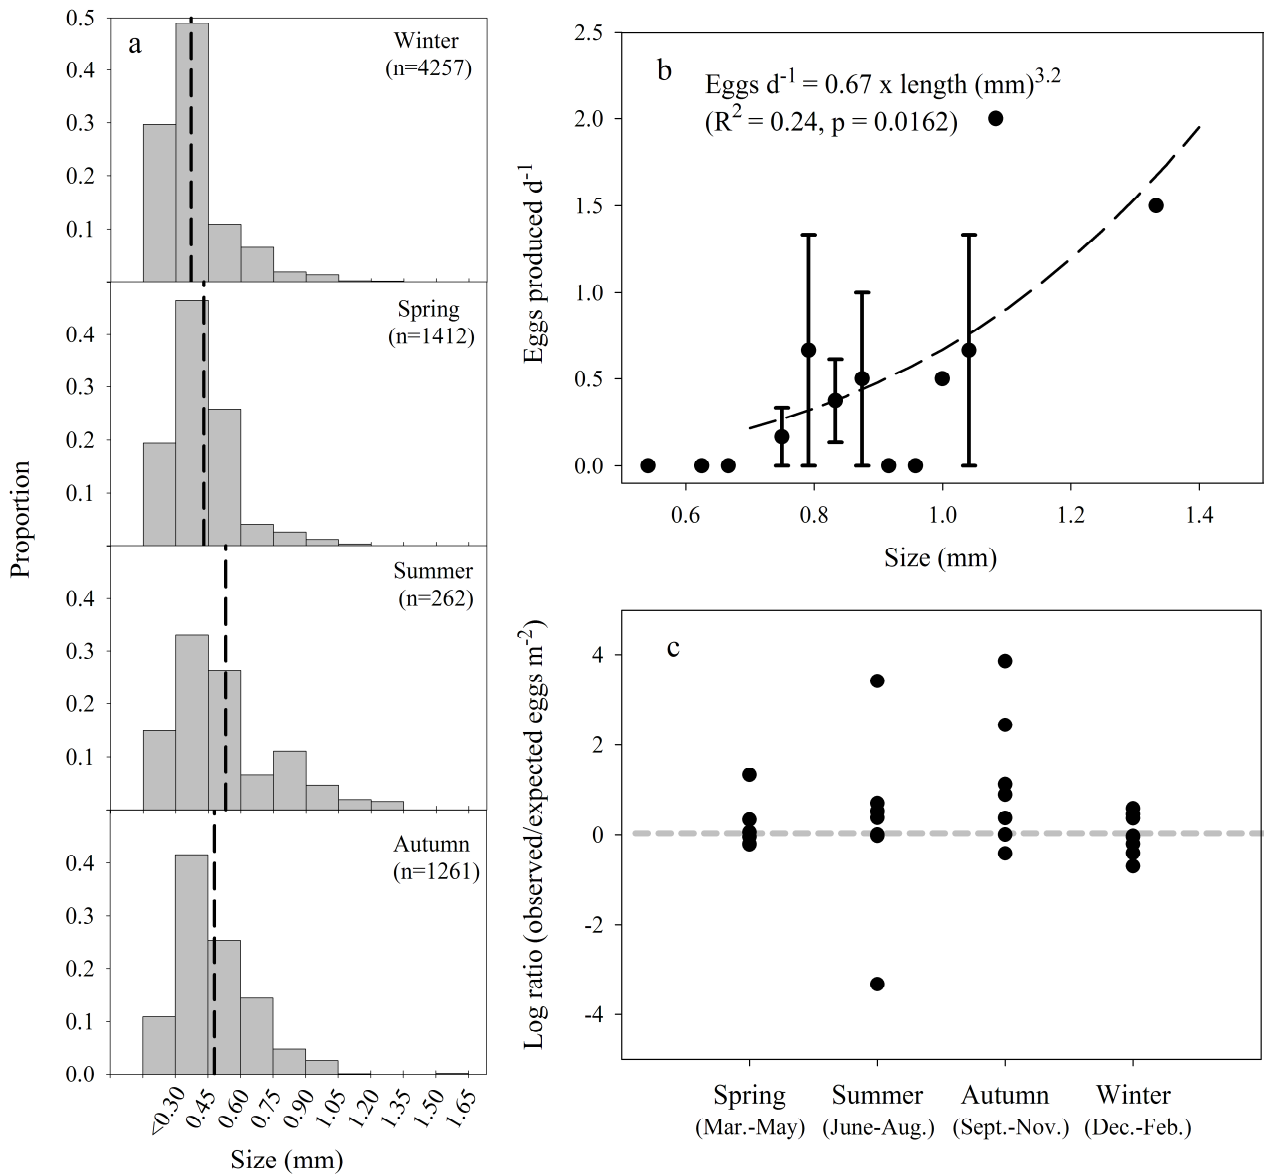 a
Winter
(n=4257)
0.5
0.4
0.3
0.2
0.1
Spring
(n=1412)
0.4
0.3
0.2
0.1
Summer
(n=262)
0.4
0.3
0.2
0.1
Autumn
(n=1261)
0.4
0.3
0.2
0.1
0.0
Proportion
<0.30 0.45 0.60 0.75 0.90 1.05 1.20 1.35 1.50 1.65
Size (mm)
b
Eggs d⁻¹ = 0.67 x length (mm)³·²
(R² = 0.24, p = 0.0162)
2.5
2.0
1.5
1.0
0.5
0.0
Eggs produced d⁻¹
0.6 0.8 1.0 1.2 1.4
Size (mm)
c
4
2
0
-2
-4
Log ratio (observed/expected eggs m⁻²)
Spring Summer Autumn Winter
(Mar.-May) (June-Aug.) (Sept.-Nov.) (Dec.-Feb.)